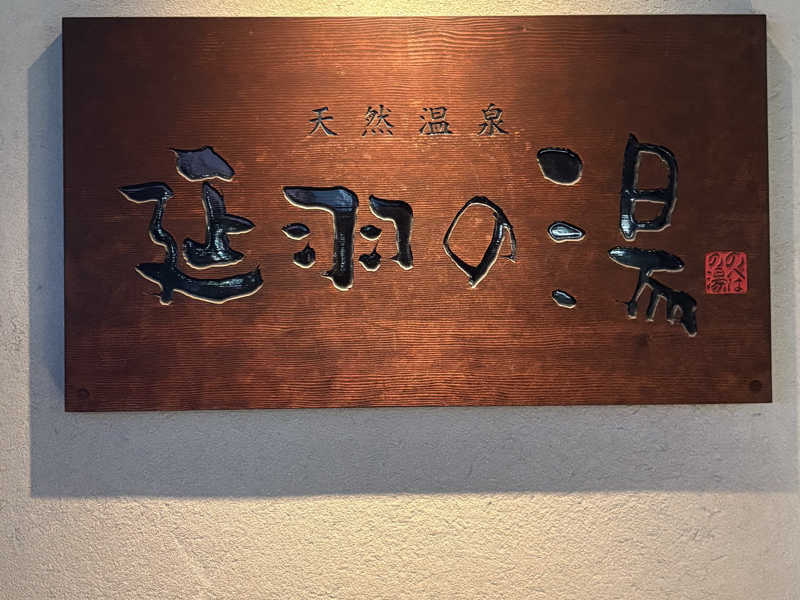 天然温泉
延羽の湯
のべは
の湯